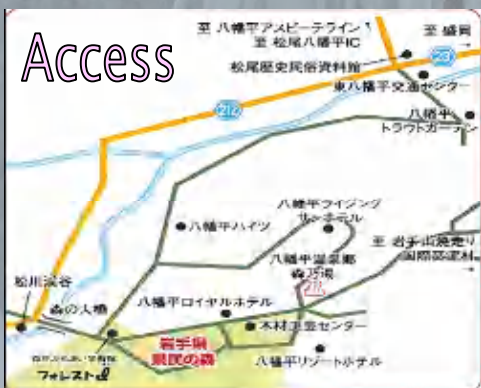 Access
至 八幡平アスピーテライン
至 松尾八幡平IC
至 盛岡
松尾歴史民俗資料館
23
東八幡平交通センター
212
八幡平
トラウトガーデン
八幡平ライジング
サンホテル
八幡平ハイツ
八幡平温泉郷
森乃湯
至 岩手山焼走り
国際交流村
松川渓谷
森の大橋
八幡平ロイヤルホテル
木材工芸センター
岩手県
県民の森
フォレストi
八幡平リゾートホテル